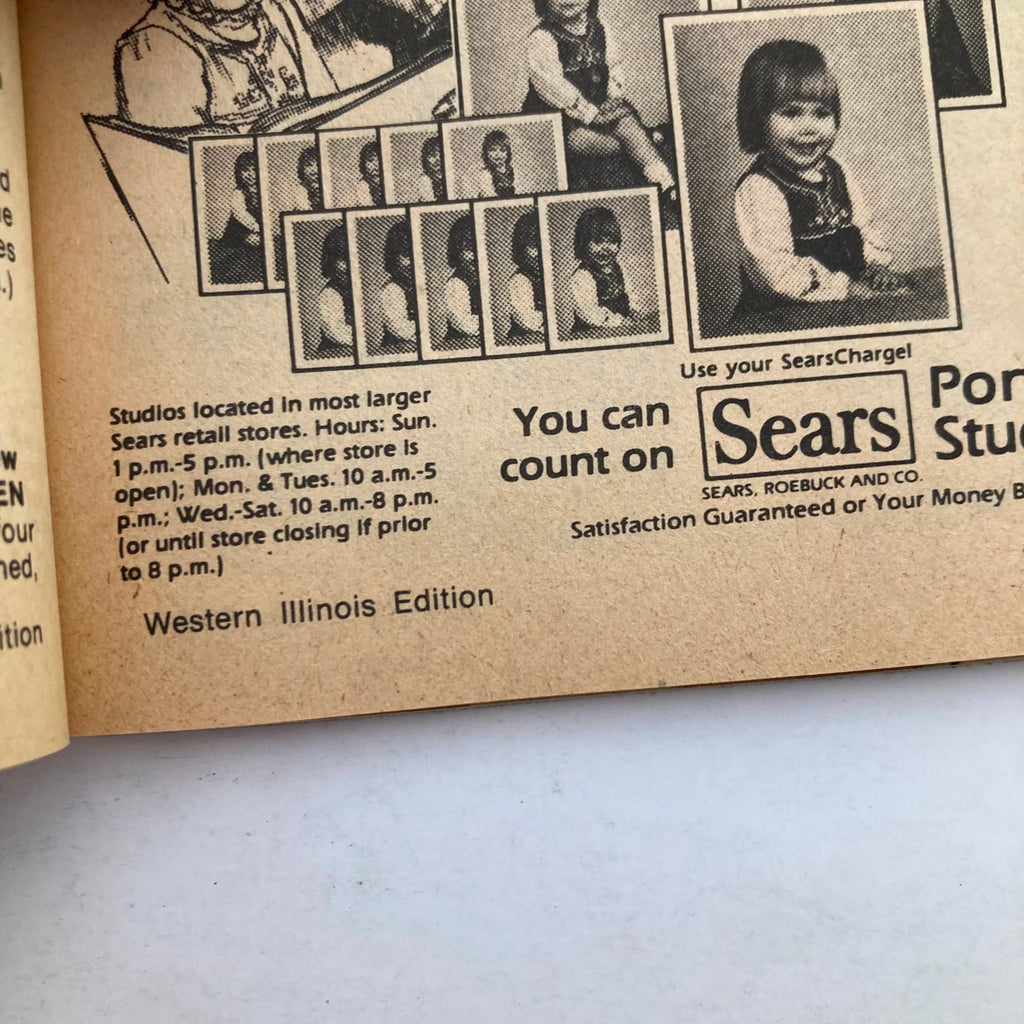 Use your SearsCharge!
Studios located in most larger
Sears retail stores. Hours: Sun.
1 p.m.-5 p.m. (where store is
open); Mon. & Tues. 10 a.m.-5
p.m.; Wed.-Sat. 10 a.m.-8 p.m.
(or until store closing if prior
to 8 p.m.)
You can
count on
Sears
SEARS, ROEBUCK AND CO.
Satisfaction Guaranteed or Your Money
Western Illinois Edition